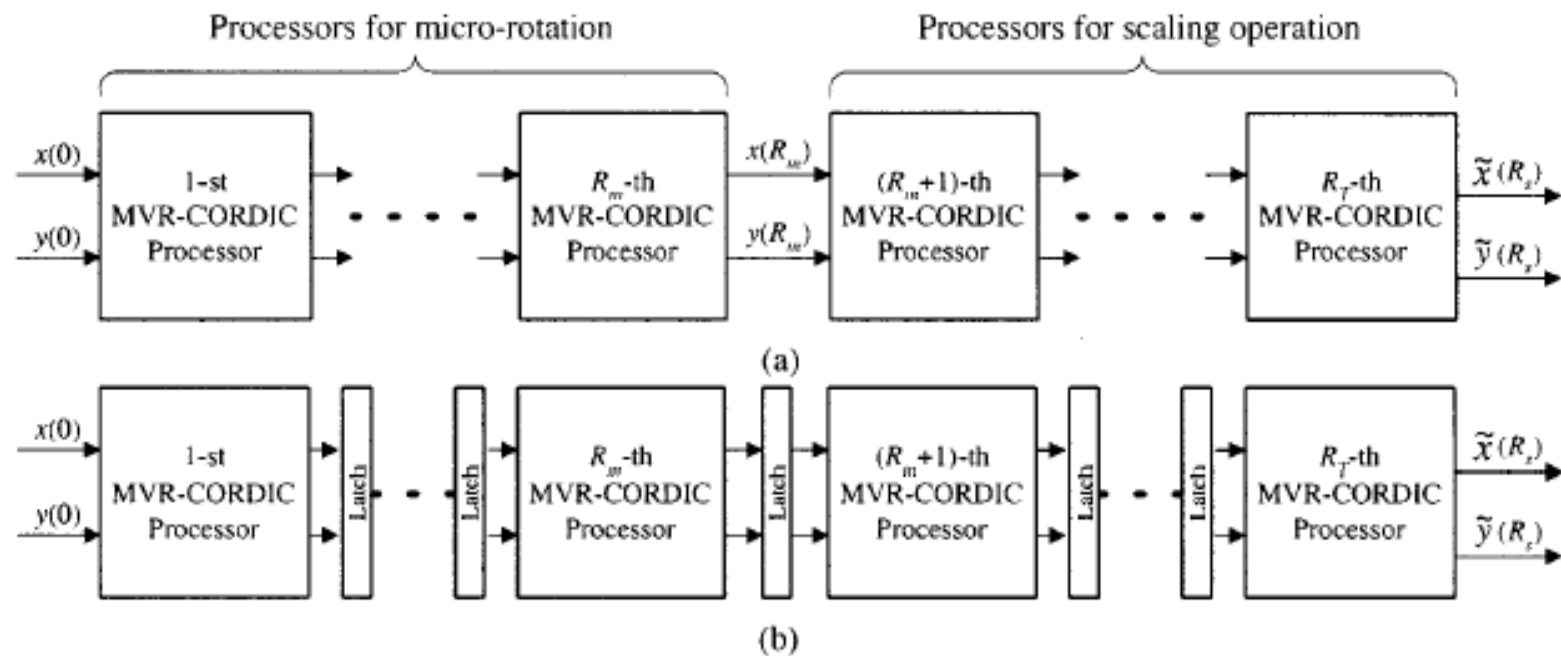 Processors for micro-rotation
Processors for scaling operation
x(0)
y(0)
1-st
MVR-CORDIC
Processor
R_m-th
MVR-CORDIC
Processor
x(R_m)
y(R_m)
(R_m+1)-th
MVR-CORDIC
Processor
R_T-th
MVR-CORDIC
Processor
x̃(R_s)
ỹ(R_s)
(a)
x(0)
y(0)
1-st
MVR-CORDIC
Processor
Latch
Latch
R_m-th
MVR-CORDIC
Processor
Latch
(R_m+1)-th
MVR-CORDIC
Processor
Latch
Latch
R_T-th
MVR-CORDIC
Processor
x̃(R_s)
ỹ(R_s)
(b)